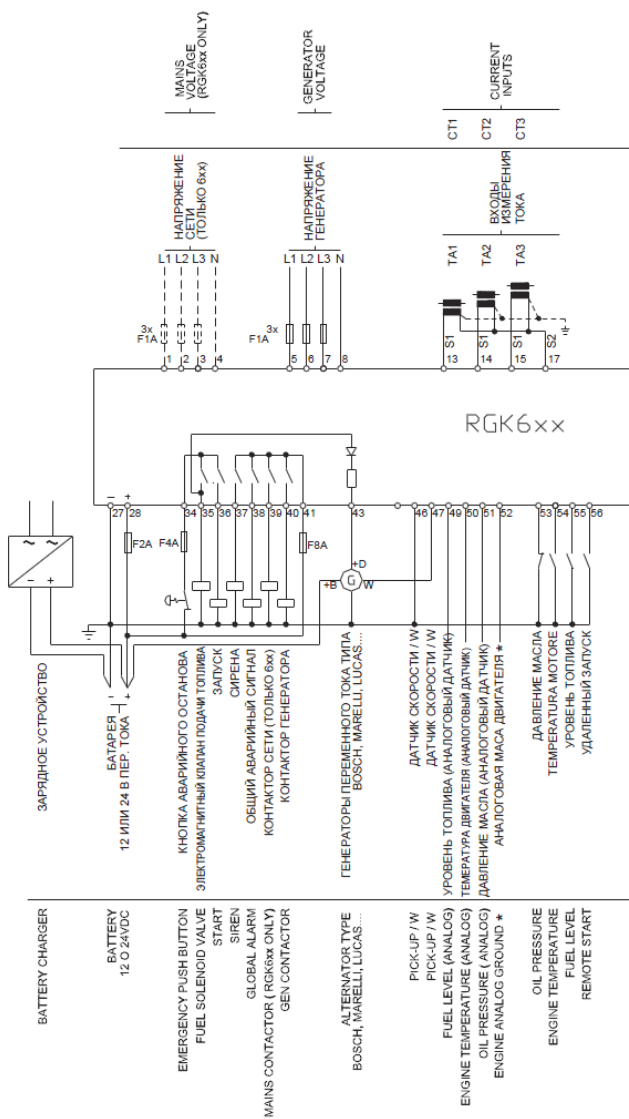 MAINS
VOLTAGE
(RGK6xx ONLY)
GENERATOR
VOLTAGE
CURRENT
INPUTS
CT1
CT2
CT3
НАПРЯЖЕНИЕ
СЕТИ
(ТОЛЬКО 6xx)
НАПРЯЖЕНИЕ
ГЕНЕРАТОРА
ВХОДЫ
ИЗМЕРЕНИЯ
ТОКА
L1 L2 L3 N
L1 L2 L3 N
TA1
TA2
TA3
3x
F1A
3x
F1A
S1 S1 S1 S2
1 2 3 4 5 6 7 8 13 14 15 17
RGK6xx
- +
27 28 34 35 36 37 38 39 40 41 43 46 47 49 50 51 52 53 54 55 56
F2A
F4A
F8A
~ ~
- +
+D
+B G W
- +
ЗАРЯДНОЕ УСТРОЙСТВО
БАТАРЕЯ
12 ИЛИ 24 В ПЕР. ТОКА
КНОПКА АВАРИЙНОГО ОСТАНОВА
ЭЛЕКТРОМАГНИТНЫЙ КЛАПАН ПОДАЧИ ТОПЛИВА
ЗАПУСК
СИРЕНА
ОБЩИЙ АВАРИЙНЫЙ СИГНАЛ
КОНТАКТОР СЕТИ (ТОЛЬКО 6xx)
КОНТАКТОР ГЕНЕРАТОРА
ГЕНЕРАТОРЫ ПЕРЕМЕННОГО ТОКА ТИПА
BOSCH, MARELLI, LUCAS....
ДАТЧИК СКОРОСТИ / W
ДАТЧИК СКОРОСТИ / W
УРОВЕНЬ ТОПЛИВА (АНАЛОГОВЫЙ ДАТЧИК)
ТЕМПЕРАТУРА ДВИГАТЕЛЯ (АНАЛОГОВЫЙ ДАТЧИК)
ДАВЛЕНИЕ МАСЛА (АНАЛОГОВЫЙ ДАТЧИК)
АНАЛОГОВАЯ МАСА ДВИГАТЕЛЯ *
ДАВЛЕНИЕ МАСЛА
TEMPERATURA MOTORE
УРОВЕНЬ ТОПЛИВА
УДАЛЕННЫЙ ЗАПУСК
BATTERY CHARGER
BATTERY
12 O 24VDC
EMERGENCY PUSH BUTTON
FUEL SOLENOID VALVE
START
SIREN
GLOBAL ALARM
MAINS CONTACTOR ( RGK6xx ONLY)
GEN CONTACTOR
ALTERNATOR TYPE
BOSCH, MARELLI, LUCAS....
PICK-UP / W
PICK-UP / W
FUEL LEVEL (ANALOG)
ENGINE TEMPERATURE (ANALOG)
OIL PRESSURE ( ANALOG)
ENGINE ANALOG GROUND *
OIL PRESSURE
ENGINE TEMPERATURE
FUEL LEVEL
REMOTE START